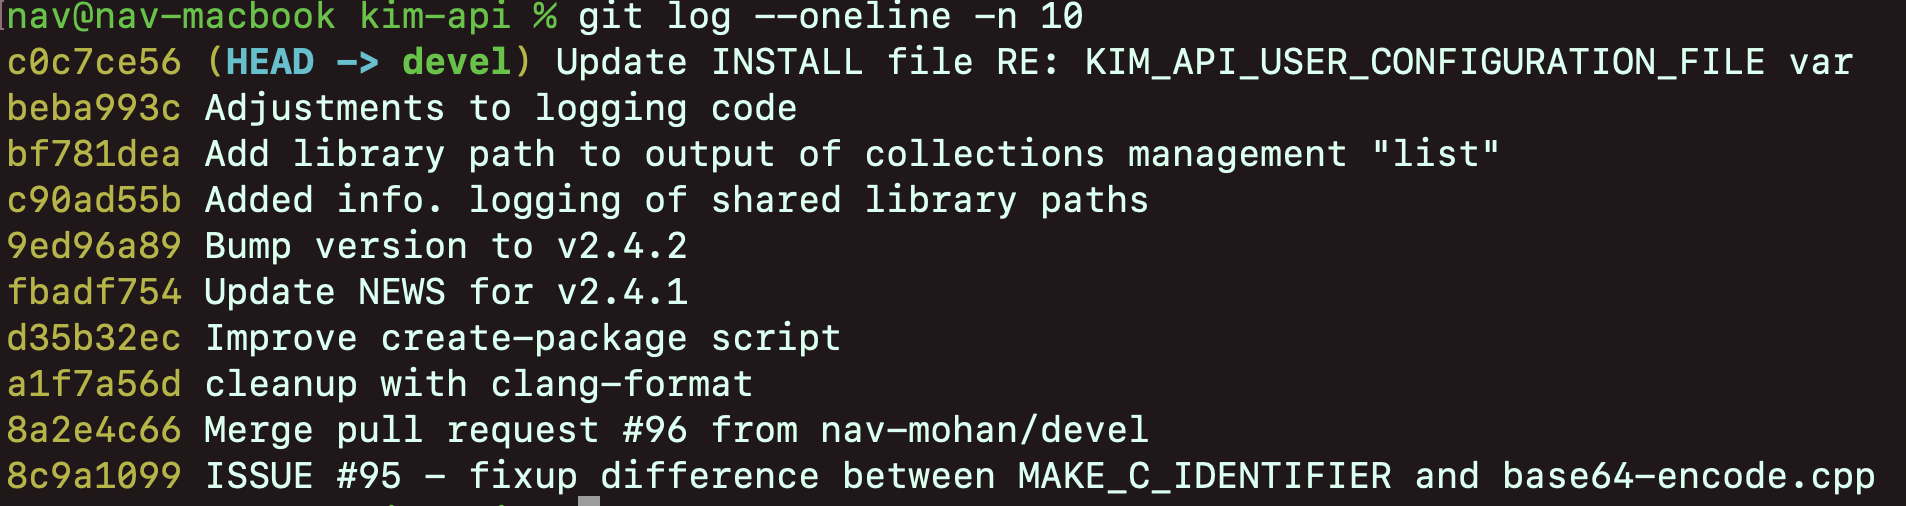 nav@nav-macbook kim-api % git log --oneline -n 10
c0c7ce56 (HEAD -> devel) Update INSTALL file RE: KIM_API_USER_CONFIGURATION_FILE var
beba993c Adjustments to logging code
bf781dea Add library path to output of collections management "list"
c90ad55b Added info. logging of shared library paths
9ed96a89 Bump version to v2.4.2
fbadf754 Update NEWS for v2.4.1
d35b32ec Improve create-package script
a1f7a56d cleanup with clang-format
8a2e4c66 Merge pull request #96 from nav-mohan/devel
8c9a1099 ISSUE #95 - fixup difference between MAKE_C_IDENTIFIER and base64-encode.cpp